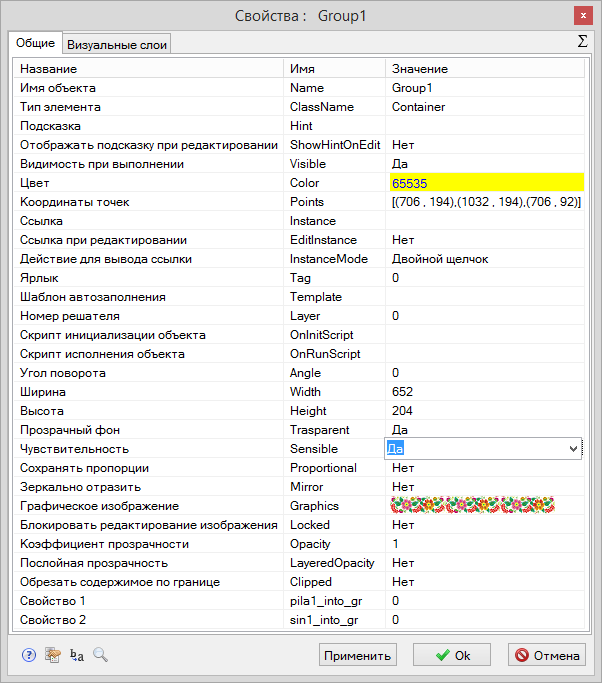 Свойства :   Group1
x
Общие Визуальные слои Σ
Название Имя Значение
Имя объекта Name Group1
Тип элемента ClassName Container
Подсказка Hint
Отображать подсказку при редактировании ShowHintOnEdit Нет
Видимость при выполнении Visible Да
Цвет Color 65535
Координаты точек Points [(706 , 194),(1032 , 194),(706 , 92)]
Ссылка Instance
Ссылка при редактировании EditInstance Нет
Действие для вывода ссылки InstanceMode Двойной щелчок
Ярлык Tag 0
Шаблон автозаполнения Template
Номер решателя Layer 0
Скрипт инициализации объекта OnInitScript
Скрипт исполнения объекта OnRunScript
Угол поворота Angle 0
Ширина Width 652
Высота Height 204
Прозрачный фон Trasparent Да
Чувствительность Sensible Да
Сохранять пропорции Proportional Нет
Зеркально отразить Mirror Нет
Графическое изображение Graphics
Блокировать редактирование изображения Locked Нет
Коэффициент прозрачности Opacity 1
Послойная прозрачность LayeredOpacity Нет
Обрезать содержимое по границе Clipped Нет
Свойство 1 pila1_into_gr 0
Свойство 2 sin1_into_gr 0
? b a Применить Ok Отмена